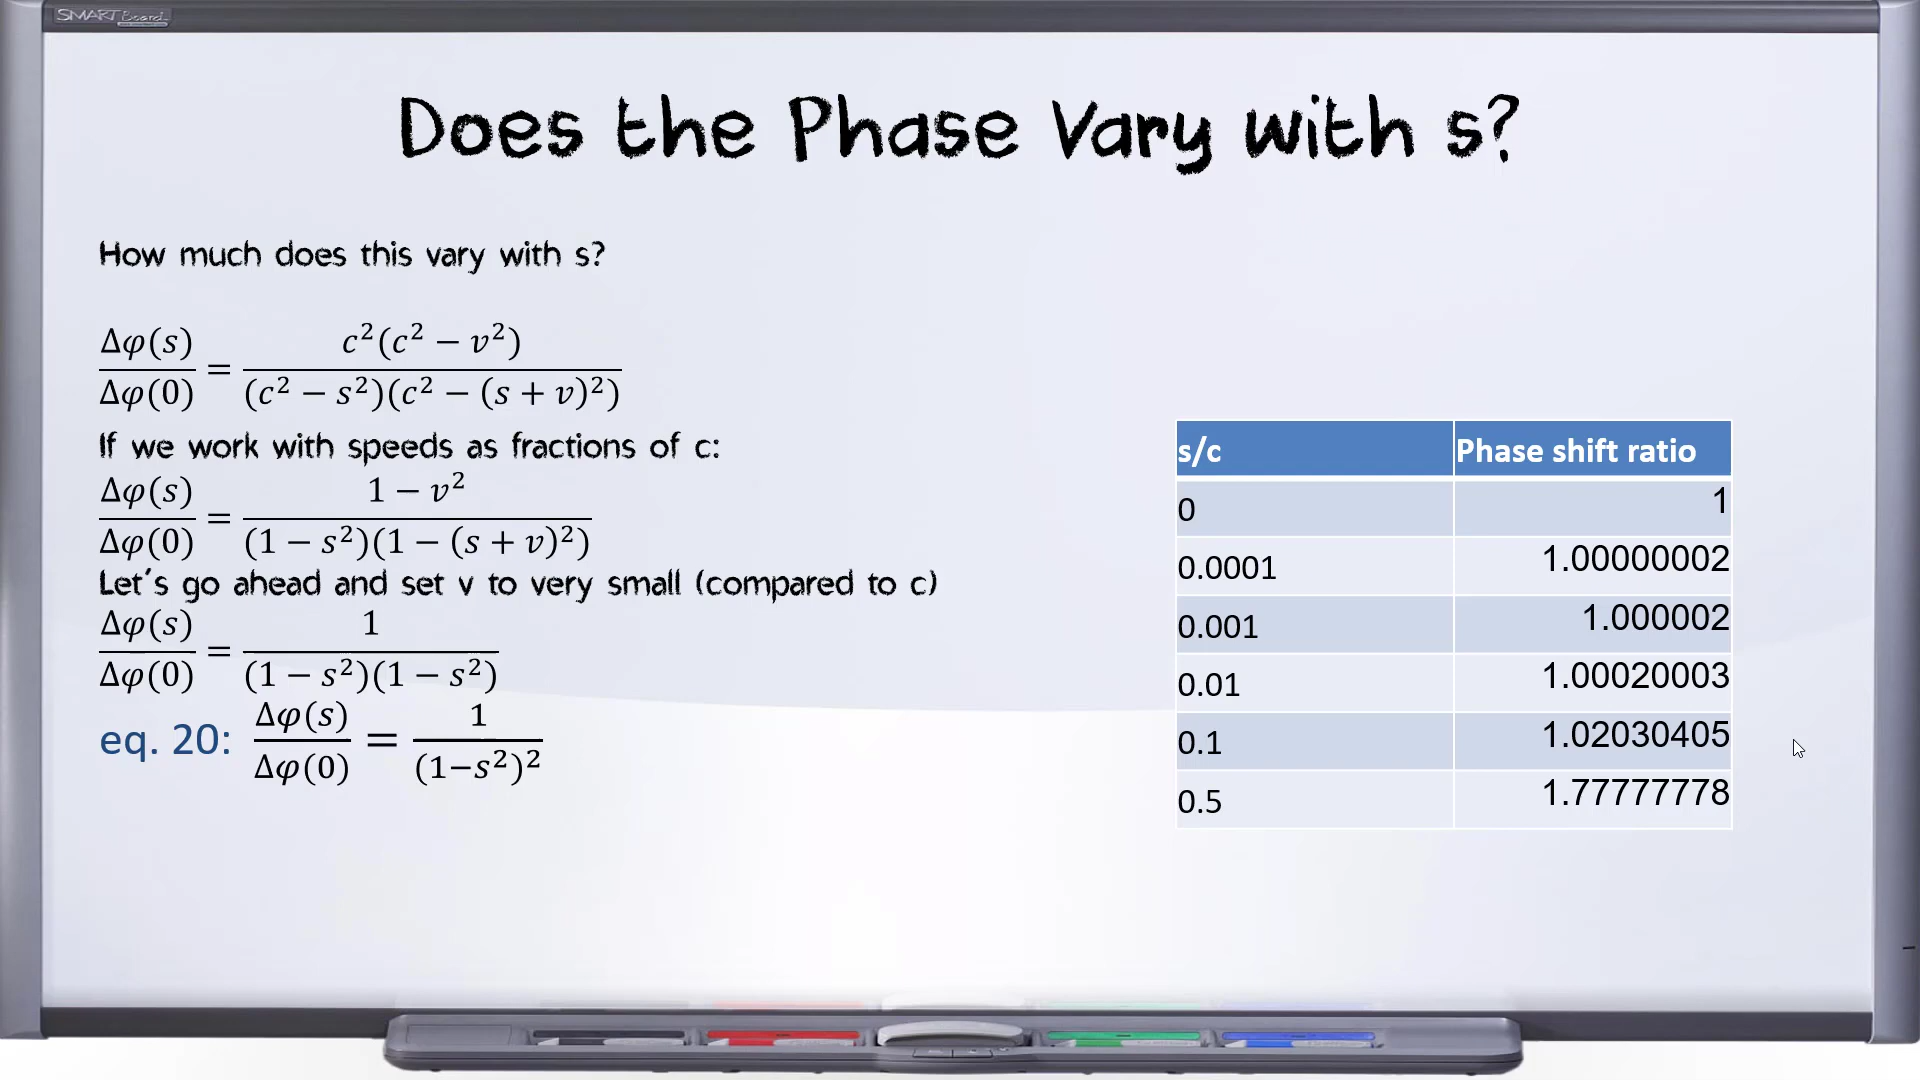 SMART Board
Does the Phase Vary with s?
How much does this vary with s?
Δφ(s)/Δφ(0) = c²(c² − v²)/((c² − s²)(c² − (s + v)²))
If we work with speeds as fractions of c:
Δφ(s)/Δφ(0) = (1 − v²)/((1 − s²)(1 − (s + v)²))
Let's go ahead and set v to very small (compared to c)
Δφ(s)/Δφ(0) = 1/((1 − s²)(1 − s²))
eq. 20: Δφ(s)/Δφ(0) = 1/(1−s²)²
s/c Phase shift ratio
0 1
0.0001 1.00000002
0.001 1.000002
0.01 1.00020003
0.1 1.02030405
0.5 1.77777778